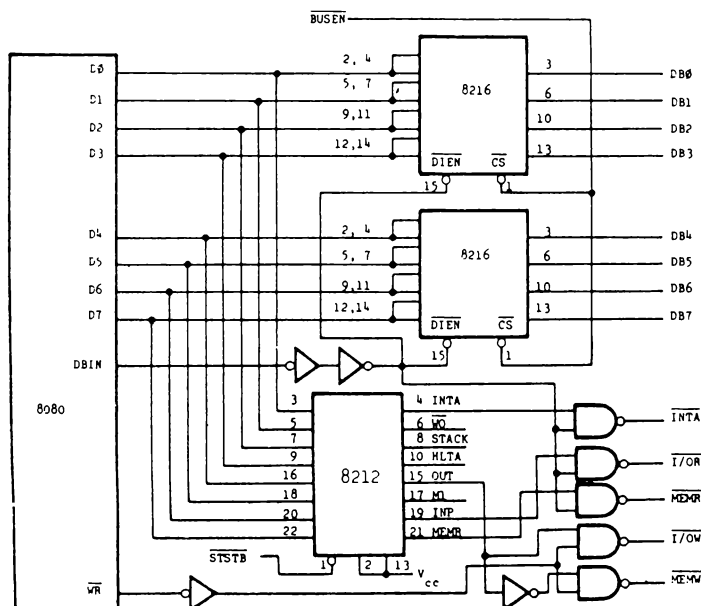 BUSEN
DØ 2, 4 3 DBØ
D1 5, 7 8216 6 DB1
D2 9,11 10 DB2
D3 12,14 13 DB3
DIEN CS
15 1
D4 2, 4 3 DB4
D5 5, 7 8216 6 DB5
D6 9,11 10 DB6
D7 12,14 13 DB7
DIEN CS
15 1
DBIN
8080
3 4 INTA INTA
5 6 WO
7 8 STACK
9 10 HLTA I/OR
16 8212 15 OUT
18 17 M1 MEMR
20 19 INP
22 21 MEMR I/OW
STSTB 1 2 13
Vcc
WR MEMW